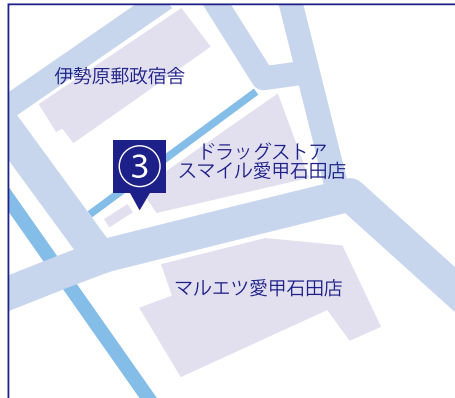 伊勢原郵政宿舎
ドラッグストア
スマイル愛甲石田店
3
マルエツ愛甲石田店